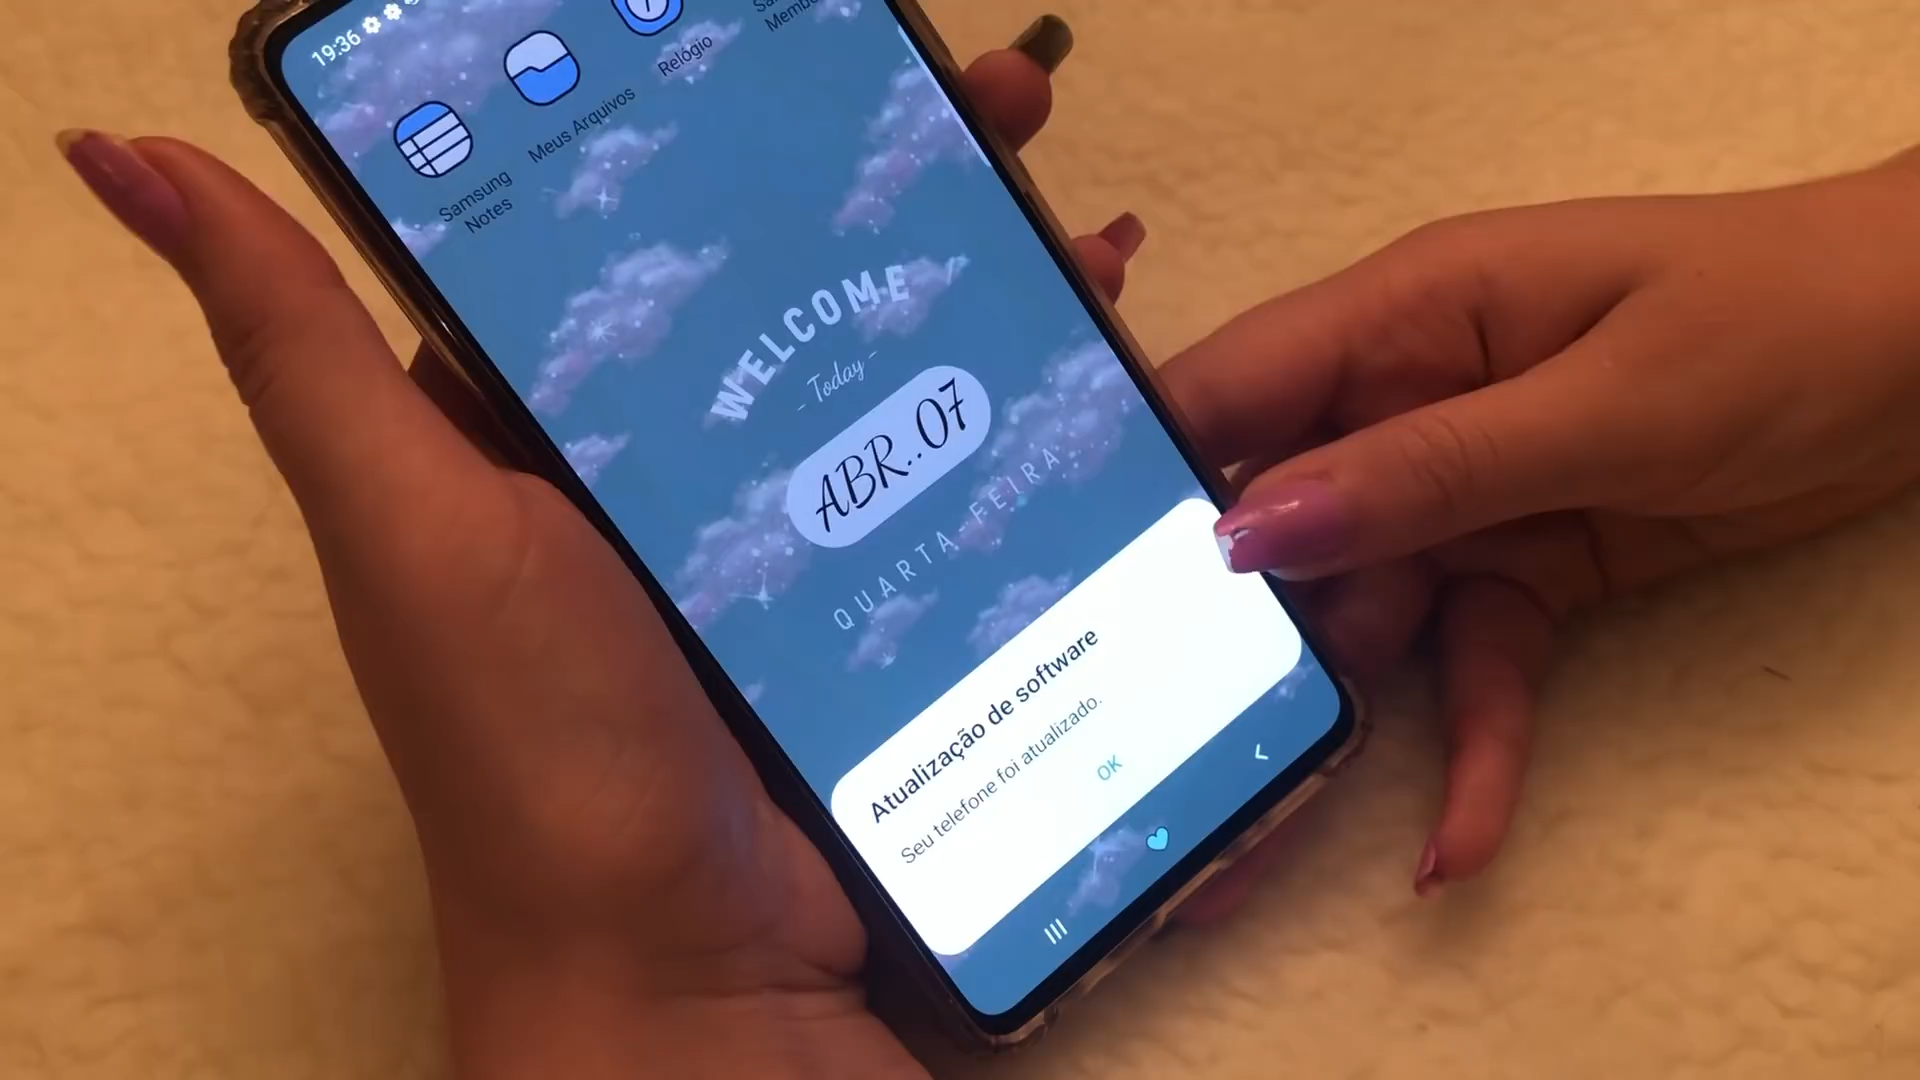 19:36
Samsung
Notes
Meus Arquivos
Relógio
WELCOME
- Today -
ABR..07
QUARTA-FEIRA
Atualização de software
Seu telefone foi atualizado.
OK